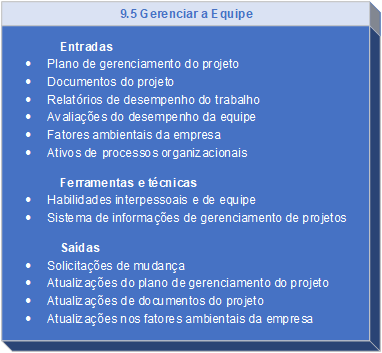 9.5 Gerenciar a Equipe
Entradas
• Plano de gerenciamento do projeto
• Documentos do projeto
• Relatórios de desempenho do trabalho
• Avaliações do desempenho da equipe
• Fatores ambientais da empresa
• Ativos de processos organizacionais
Ferramentas e técnicas
• Habilidades interpessoais e de equipe
• Sistema de informações de gerenciamento de projetos
Saídas
• Solicitações de mudança
• Atualizações do plano de gerenciamento do projeto
• Atualizações de documentos do projeto
• Atualizações nos fatores ambientais da empresa